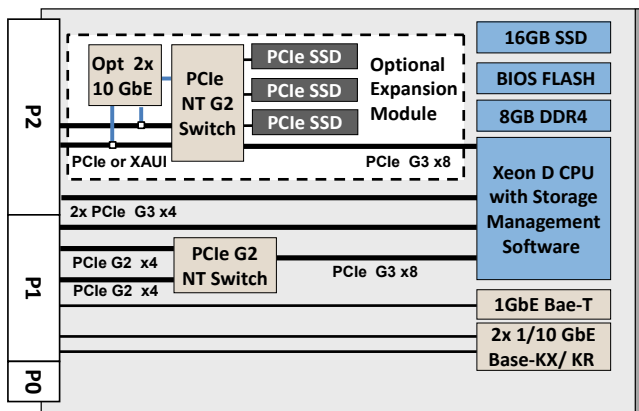 P2
P1
P0
Opt 2x
10 GbE
PCIe
NT G2
Switch
PCIe SSD
PCIe SSD
PCIe SSD
Optional
Expansion
Module
PCIe or XAUI
PCIe G3 x8
2x PCIe G3 x4
PCIe G2 x4
PCIe G2 x4
PCIe G2
NT Switch
PCIe G3 x8
16GB SSD
BIOS FLASH
8GB DDR4
Xeon D CPU
with Storage
Management
Software
1GbE Bae-T
2x 1/10 GbE
Base-KX/ KR